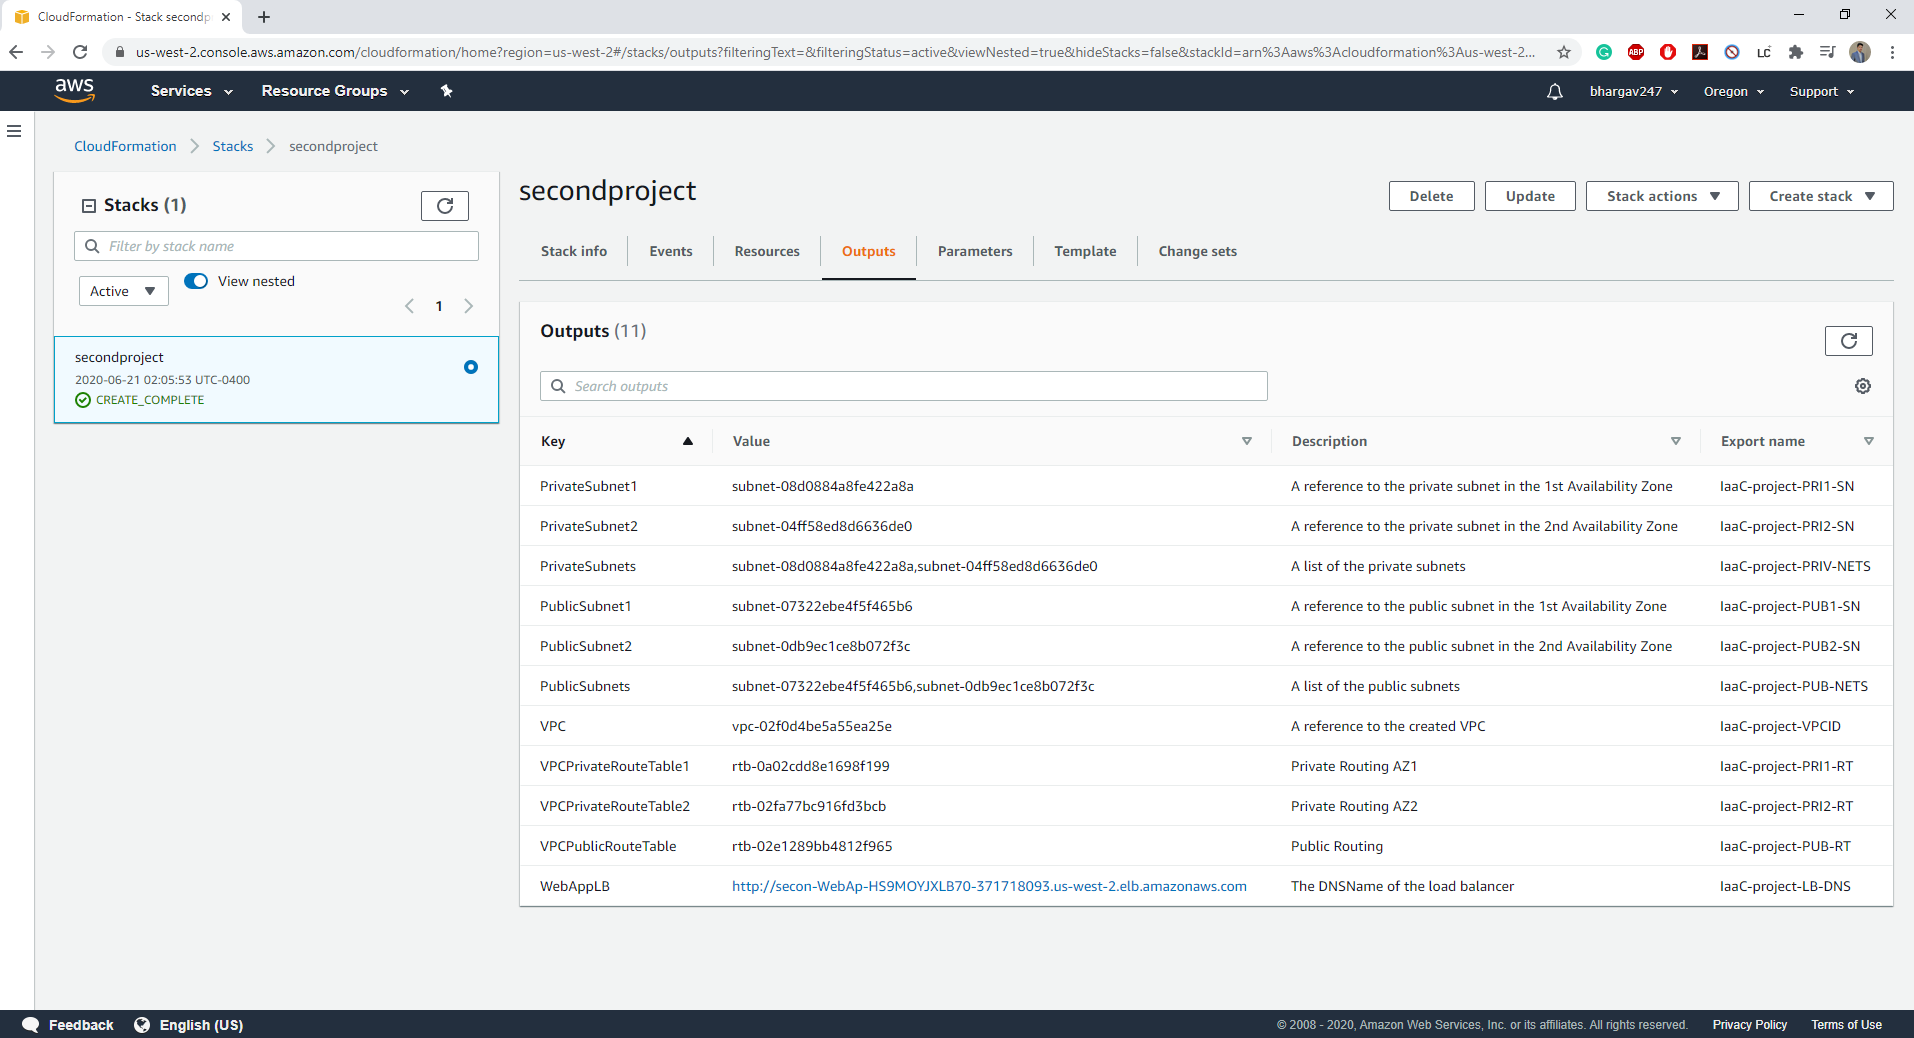 CloudFormation - Stack secondp
us-west-2.console.aws.amazon.com/cloudformation/home?region=us-west-2#/stacks/outputs?filteringText=&filteringStatus=active&viewNested=true&hideStacks=false&stackId=arn%3Aaws%3Acloudformation%3Aus-west-2...
ABP
LC
aws
Services
Resource Groups
bhargav247
Oregon
Support
CloudFormation
Stacks
secondproject
Stacks (1)
Filter by stack name
Active
View nested
1
secondproject
2020-06-21 02:05:53 UTC-0400
CREATE_COMPLETE
secondproject
Delete
Update
Stack actions
Create stack
Stack info
Events
Resources
Outputs
Parameters
Template
Change sets
Outputs (11)
Search outputs
Key Value Description Export name
PrivateSubnet1 subnet-08d0884a8fe422a8a A reference to the private subnet in the 1st Availability Zone IaaC-project-PRI1-SN
PrivateSubnet2 subnet-04ff58ed8d6636de0 A reference to the private subnet in the 2nd Availability Zone IaaC-project-PRI2-SN
PrivateSubnets subnet-08d0884a8fe422a8a,subnet-04ff58ed8d6636de0 A list of the private subnets IaaC-project-PRIV-NETS
PublicSubnet1 subnet-07322ebe4f5f465b6 A reference to the public subnet in the 1st Availability Zone IaaC-project-PUB1-SN
PublicSubnet2 subnet-0db9ec1ce8b072f3c A reference to the public subnet in the 2nd Availability Zone IaaC-project-PUB2-SN
PublicSubnets subnet-07322ebe4f5f465b6,subnet-0db9ec1ce8b072f3c A list of the public subnets IaaC-project-PUB-NETS
VPC vpc-02f0d4be5a55ea25e A reference to the created VPC IaaC-project-VPCID
VPCPrivateRouteTable1 rtb-0a02cdd8e1698f199 Private Routing AZ1 IaaC-project-PRI1-RT
VPCPrivateRouteTable2 rtb-02fa77bc916fd3bcb Private Routing AZ2 IaaC-project-PRI2-RT
VPCPublicRouteTable rtb-02e1289bb4812f965 Public Routing IaaC-project-PUB-RT
WebAppLB http://secon-WebAp-HS9MOYJXLB70-371718093.us-west-2.elb.amazonaws.com The DNSName of the load balancer IaaC-project-LB-DNS
Feedback
English (US)
© 2008 - 2020, Amazon Web Services, Inc. or its affiliates. All rights reserved.
Privacy Policy
Terms of Use